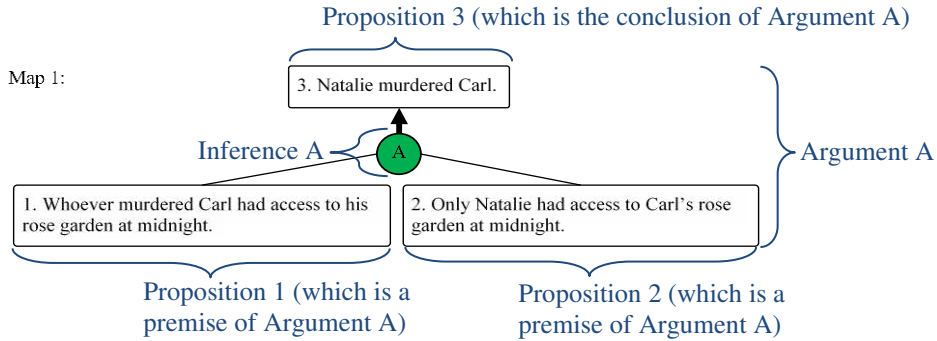 Proposition 3 (which is the conclusion of Argument A)
Map 1:
3. Natalie murdered Carl.
Inference A
A
Argument A
1. Whoever murdered Carl had access to his
rose garden at midnight.
2. Only Natalie had access to Carl's rose
garden at midnight.
Proposition 1 (which is a
premise of Argument A)
Proposition 2 (which is a
premise of Argument A)